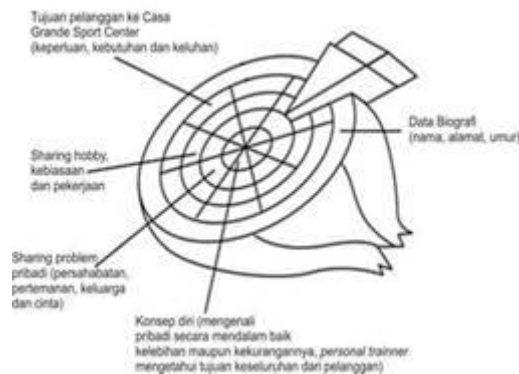 Tujuan pelanggan ke Casa
Grande Sport Center
(keperluan, kebutuhan dan keluhan)
Data Biografi
(nama, alamat, umur)
Sharing hobby,
kebiasaan
dan pekerjaan
Sharing problem
pribadi (persahabatan,
pertemanan, keluarga
dan cinta)
Konsep diri (mengenali
pribadi secara mendalam baik
kelebihan maupun kekurangannya, personal trainner
mengetahui tujuan keseluruhan dari pelanggan)